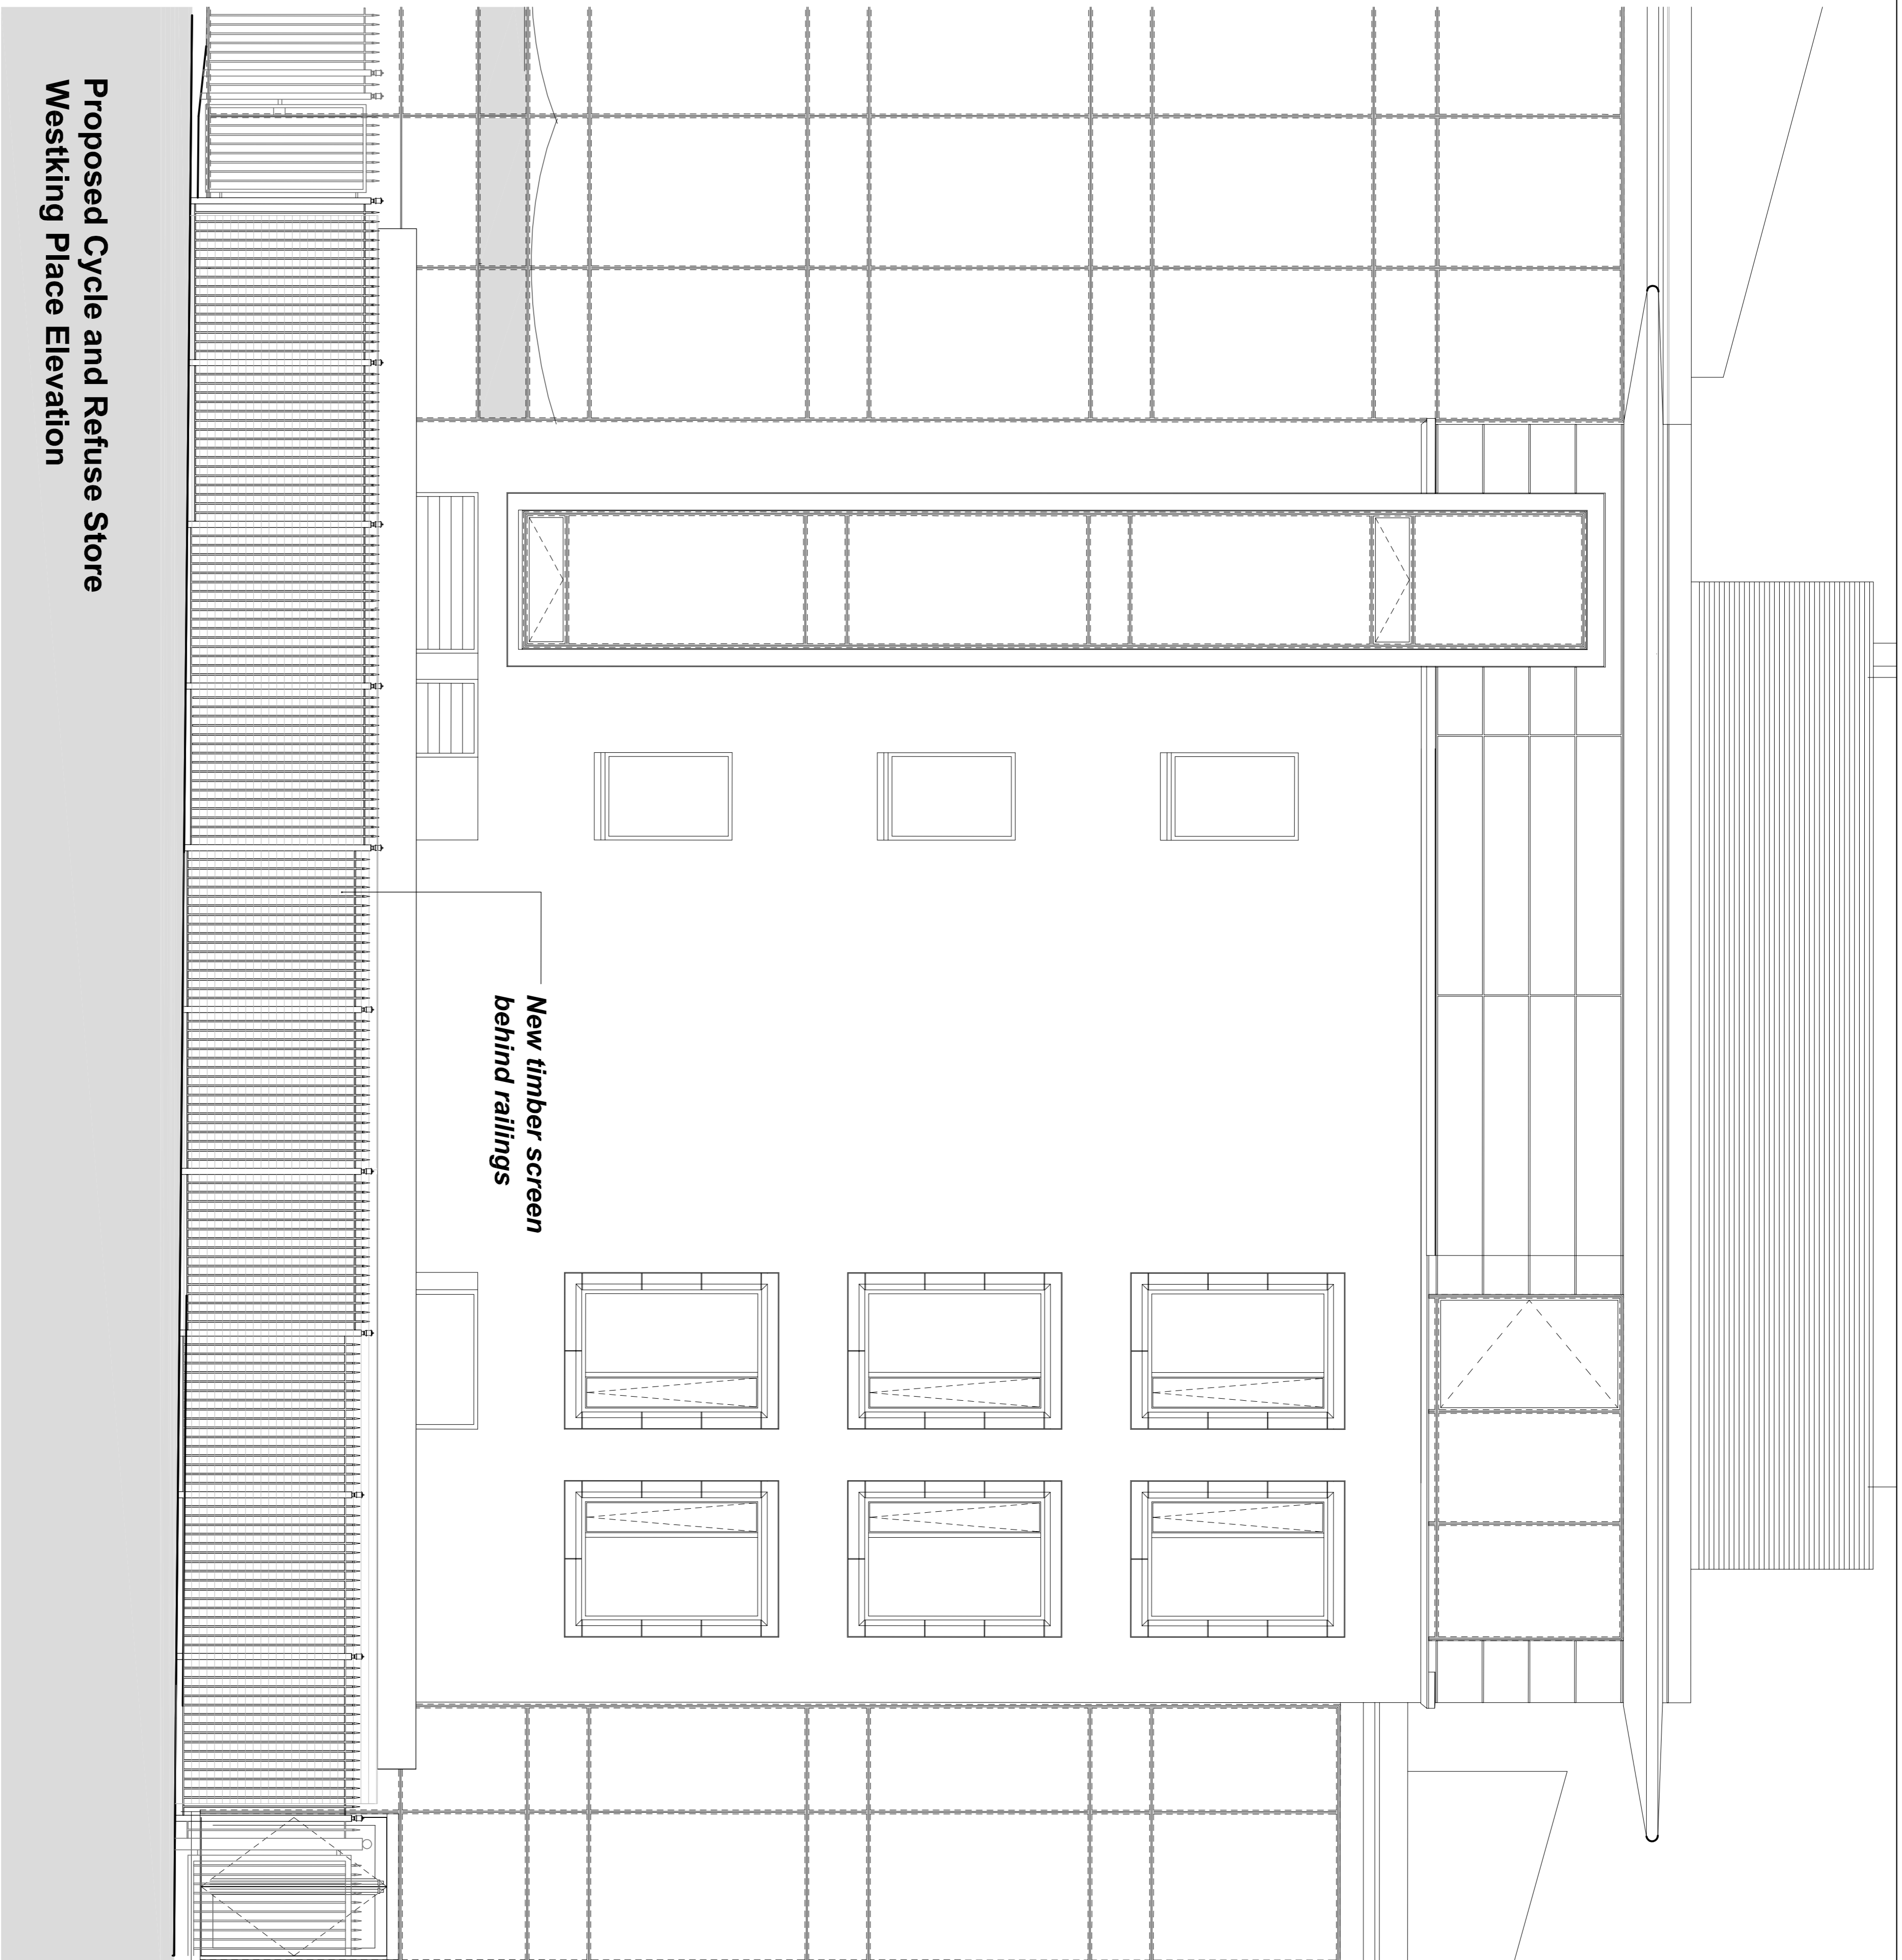 Proposed Cycle and Refuse Store
Westking Place Elevation
New timber screen
behind railings